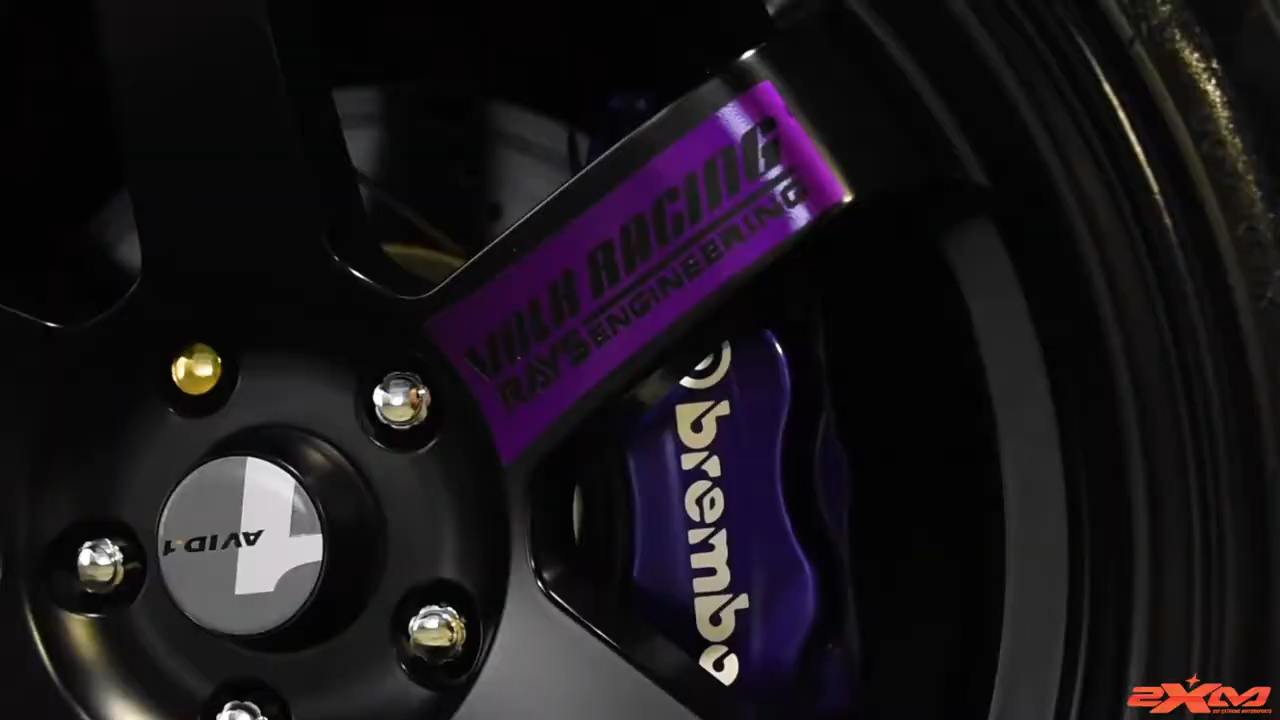 VOLK RACING
RAYS ENGINEERING
brembo
AVID.1
2XM